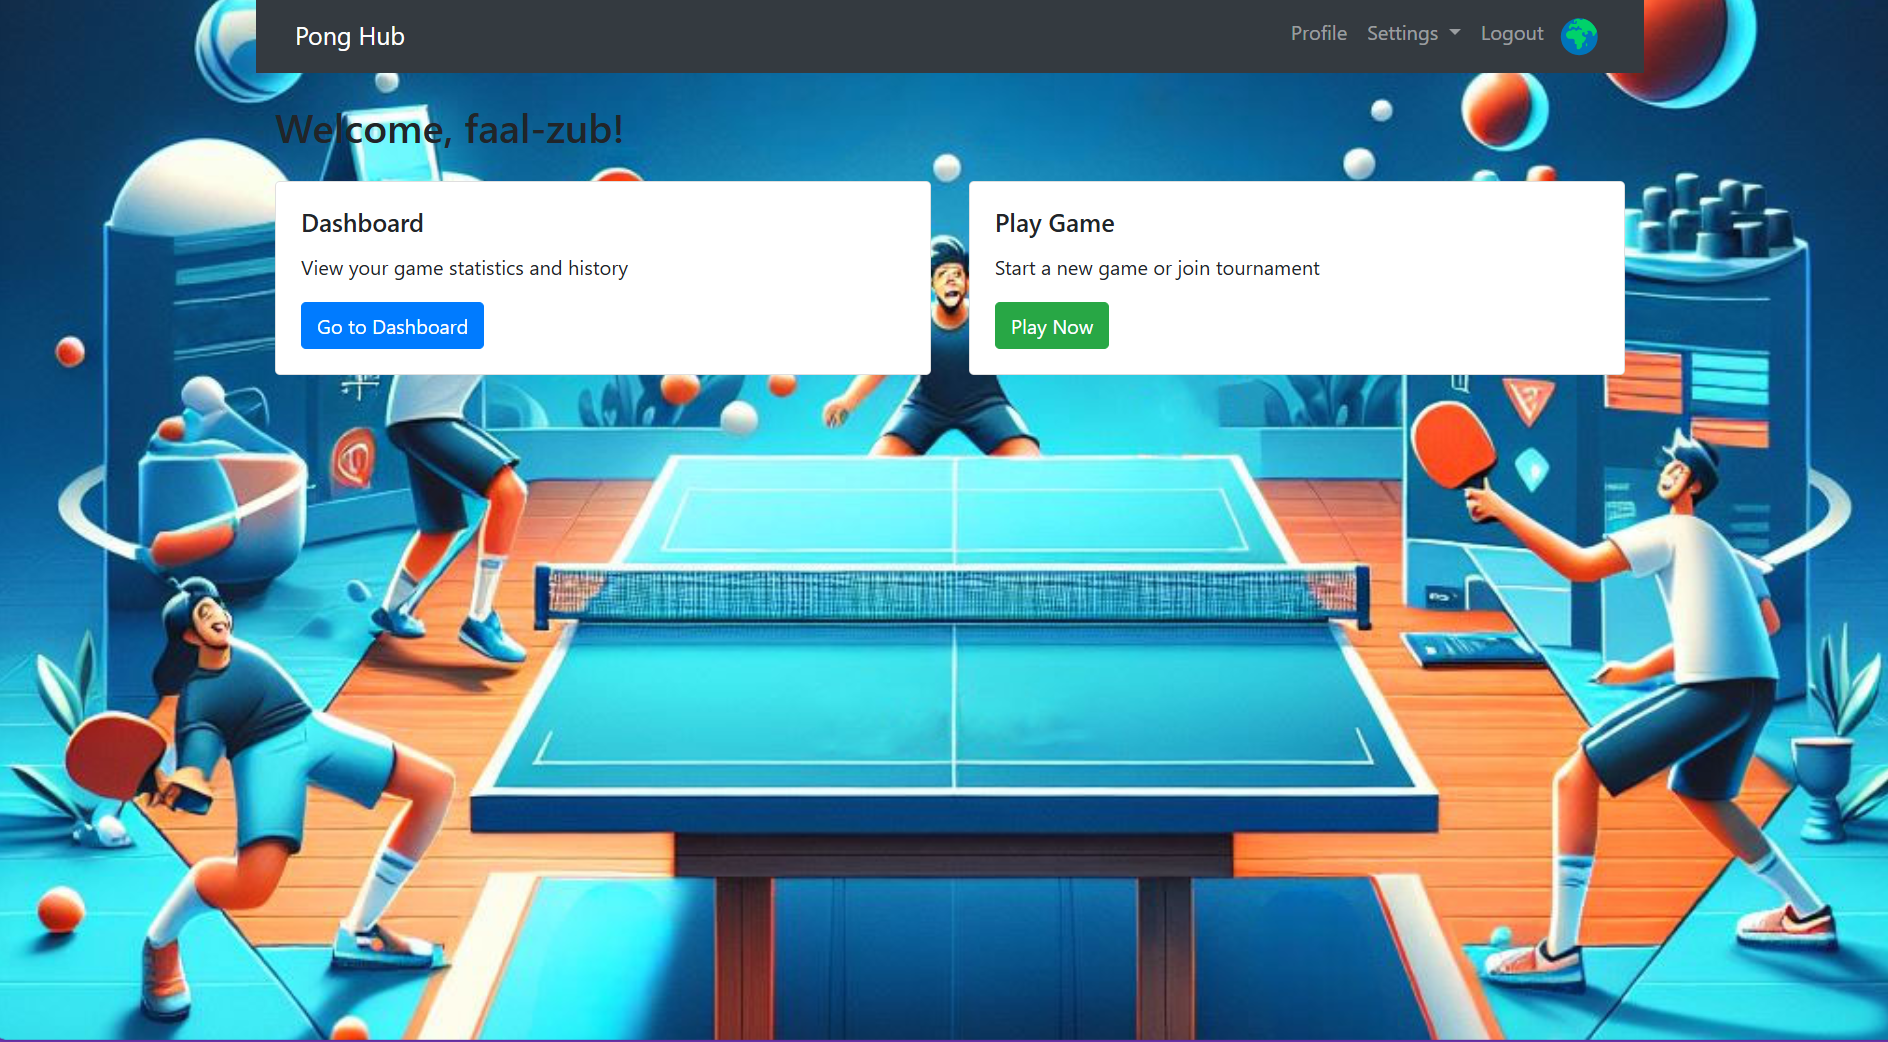 Pong Hub
Profile Settings Logout
Welcome, faal-zub!
Dashboard
View your game statistics and history
Go to Dashboard
Play Game
Start a new game or join tournament
Play Now